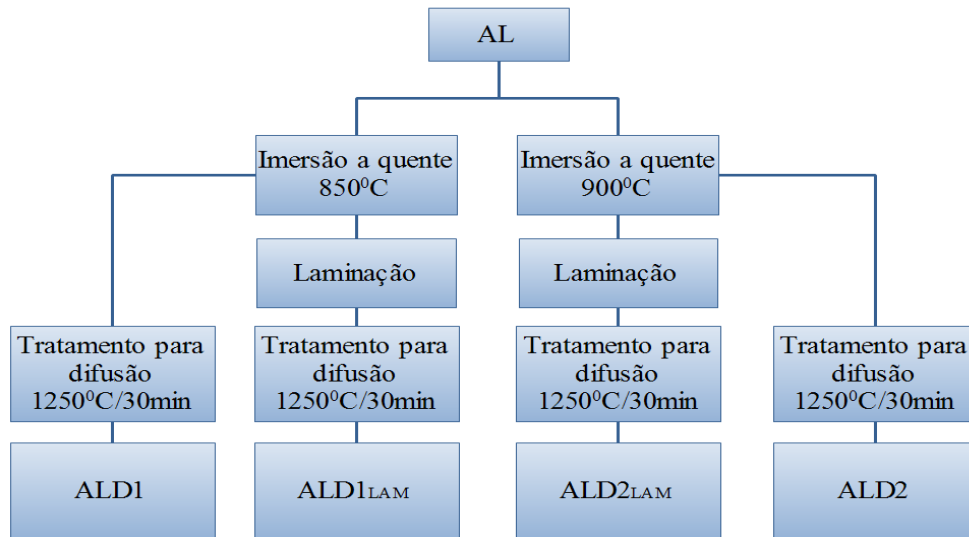 AL
Imersão a quente
850⁰C
Imersão a quente
900⁰C
Laminação
Laminação
Tratamento para
difusão
1250⁰C/30min
Tratamento para
difusão
1250⁰C/30min
Tratamento para
difusão
1250⁰C/30min
Tratamento para
difusão
1250⁰C/30min
ALD1
ALD1LAM
ALD2LAM
ALD2